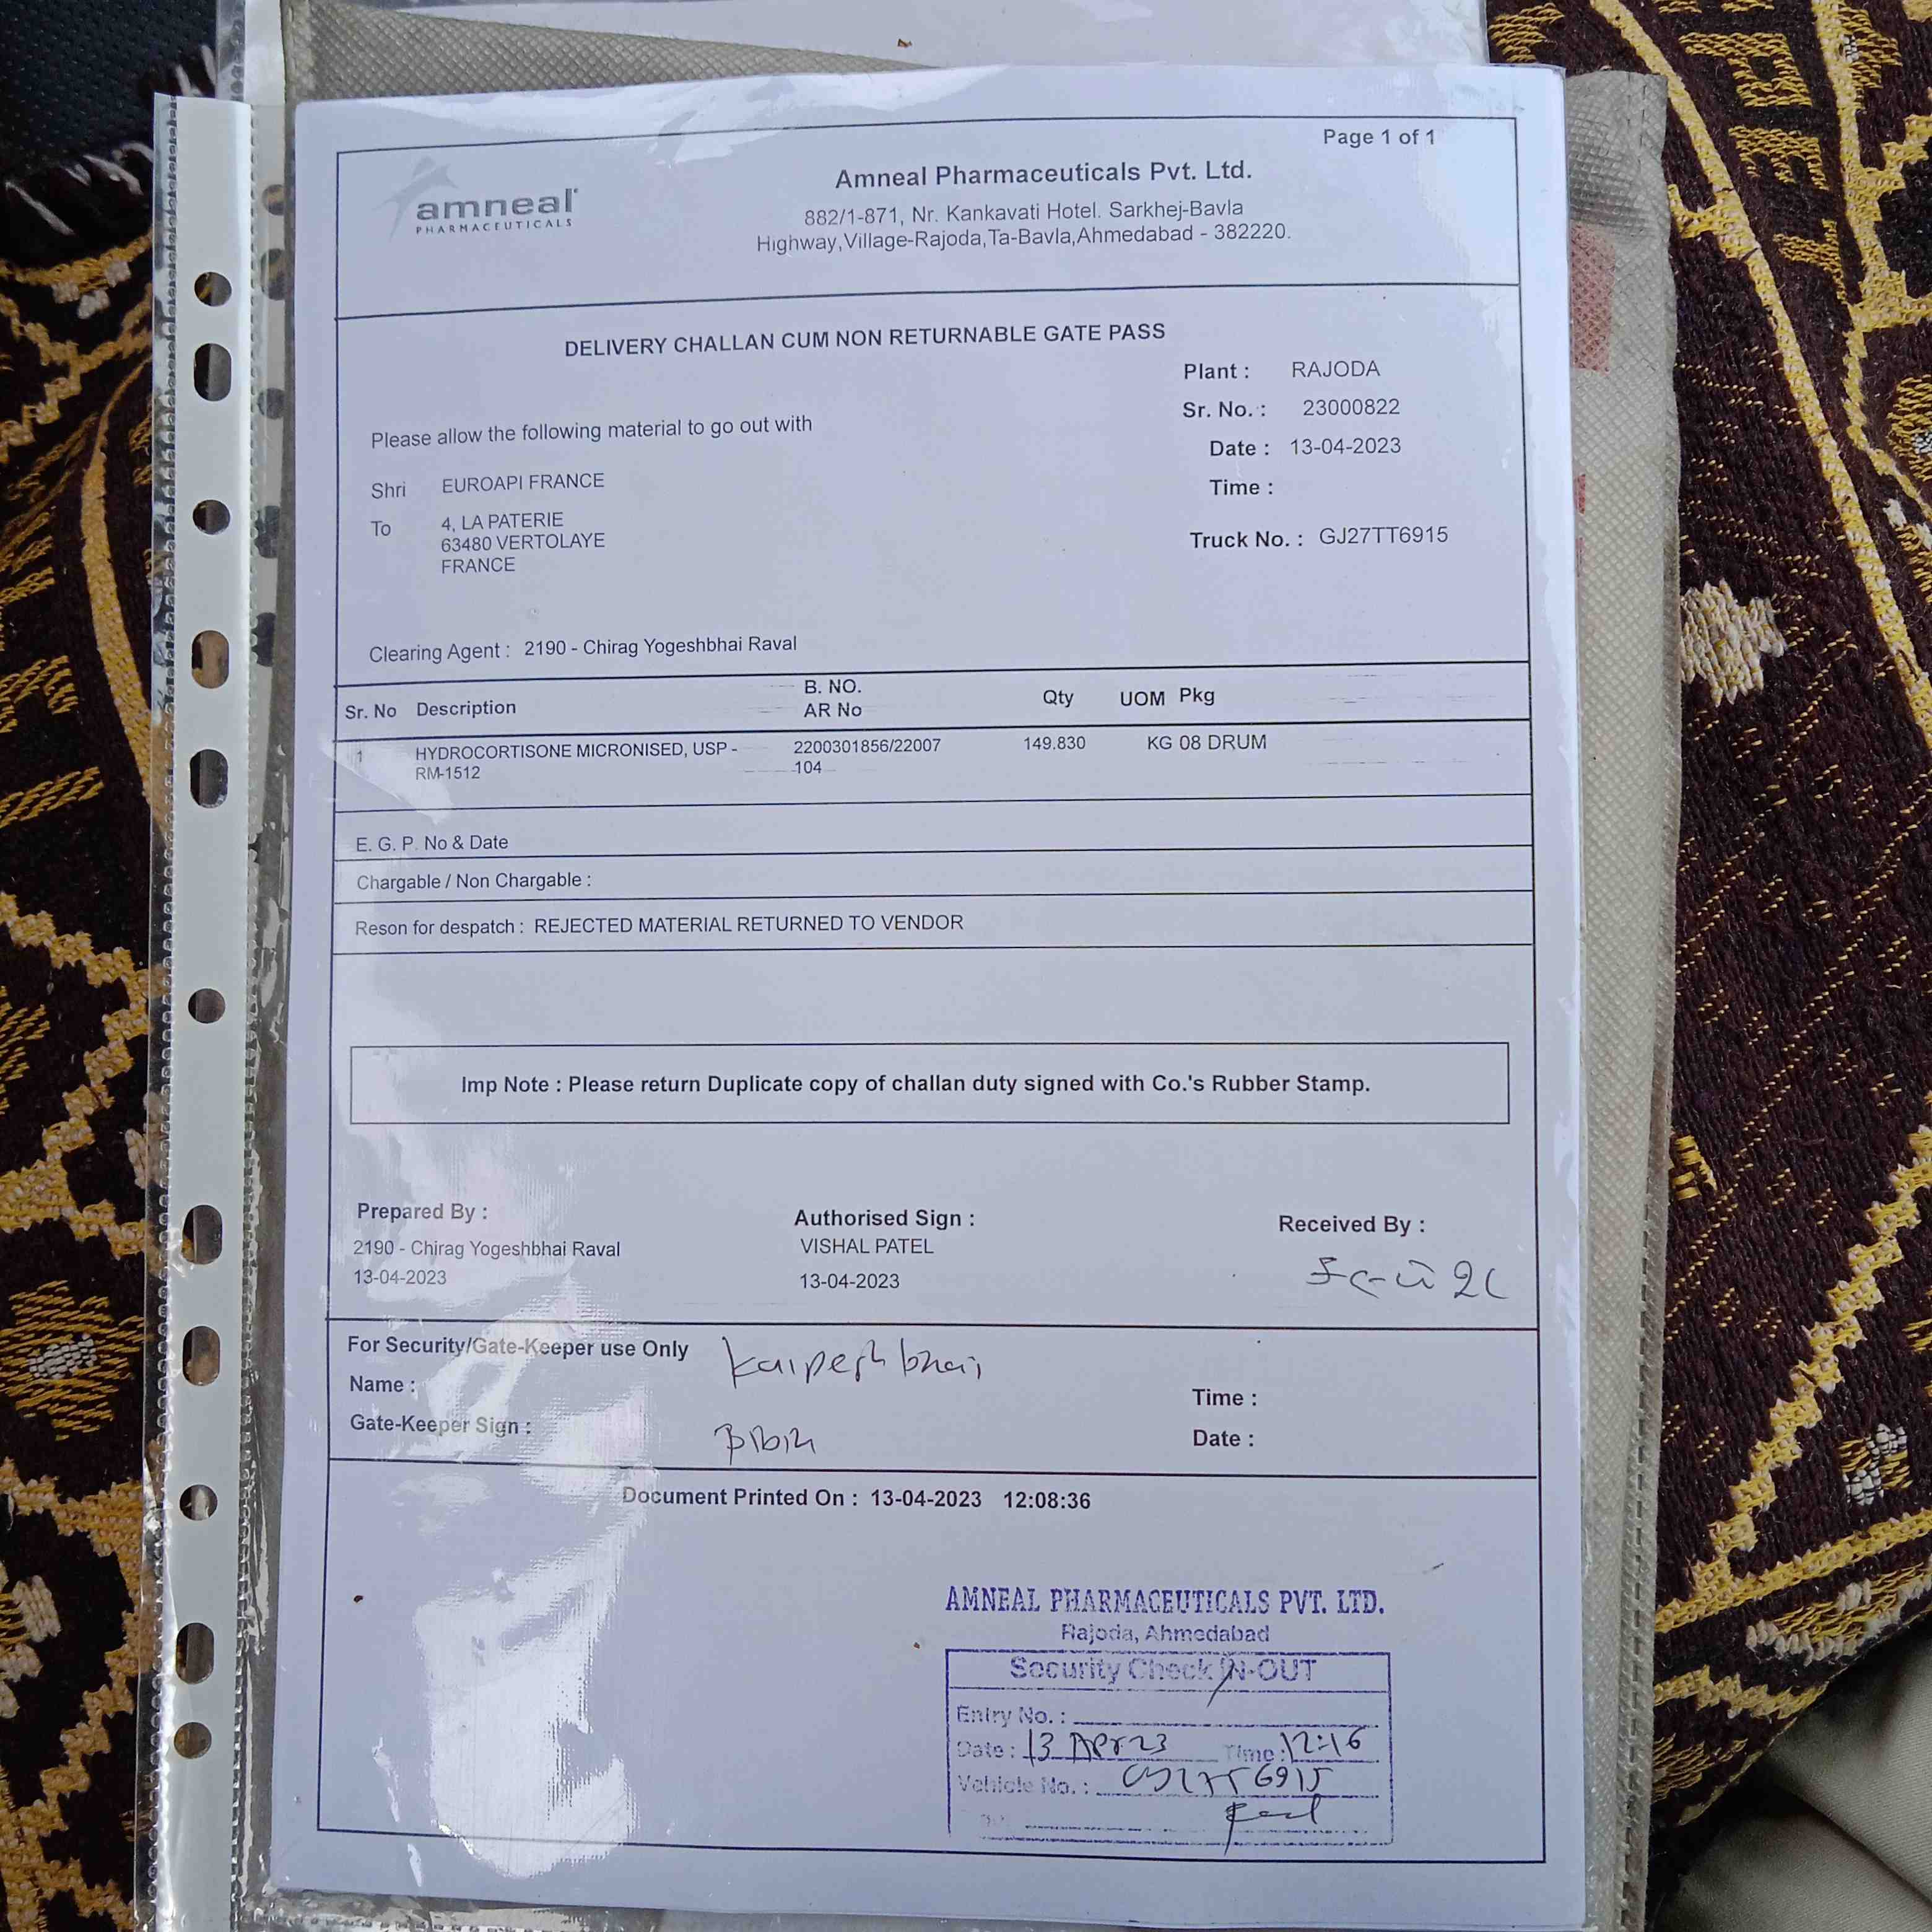 Page 1 of 1
amneal
PHARMACEUTICALS
Amneal Pharmaceuticals Pvt. Ltd.
882/1-871, Nr. Kankavati Hotel. Sarkhej-Bavla
Highway,Village-Rajoda,Ta-Bavla,Ahmedabad - 382220.
DELIVERY CHALLAN CUM NON RETURNABLE GATE PASS
Plant : RAJODA
Sr. No. : 23000822
Date : 13-04-2023
Time :
Truck No. : GJ27TT6915
Please allow the following material to go out with
Shri EUROAPI FRANCE
To 4, LA PATERIE
63480 VERTOLAYE
FRANCE
Clearing Agent : 2190 - Chirag Yogeshbhai Raval
Sr. No Description B. NO. Qty UOM Pkg
AR No
1 HYDROCORTISONE MICRONISED, USP - 2200301856/22007 149.830 KG 08 DRUM
RM-1512 104
E. G. P. No & Date
Chargable / Non Chargable :
Reson for despatch : REJECTED MATERIAL RETURNED TO VENDOR
Imp Note : Please return Duplicate copy of challan duty signed with Co.'s Rubber Stamp.
Prepared By : Authorised Sign : Received By :
2190 - Chirag Yogeshbhai Raval VISHAL PATEL
13-04-2023 13-04-2023
For Security/Gate-Keeper use Only
Name : Kalpesh bhai
Time :
Gate-Keeper Sign :
Date :
Document Printed On : 13-04-2023 12:08:36
AMNEAL PHARMACEUTICALS PVT. LTD.
Rajoda, Ahmedabad
Security Check IN-OUT
Entry No. :
Date : 13 Apr 23 Time : 12:16
Vehicle No. :